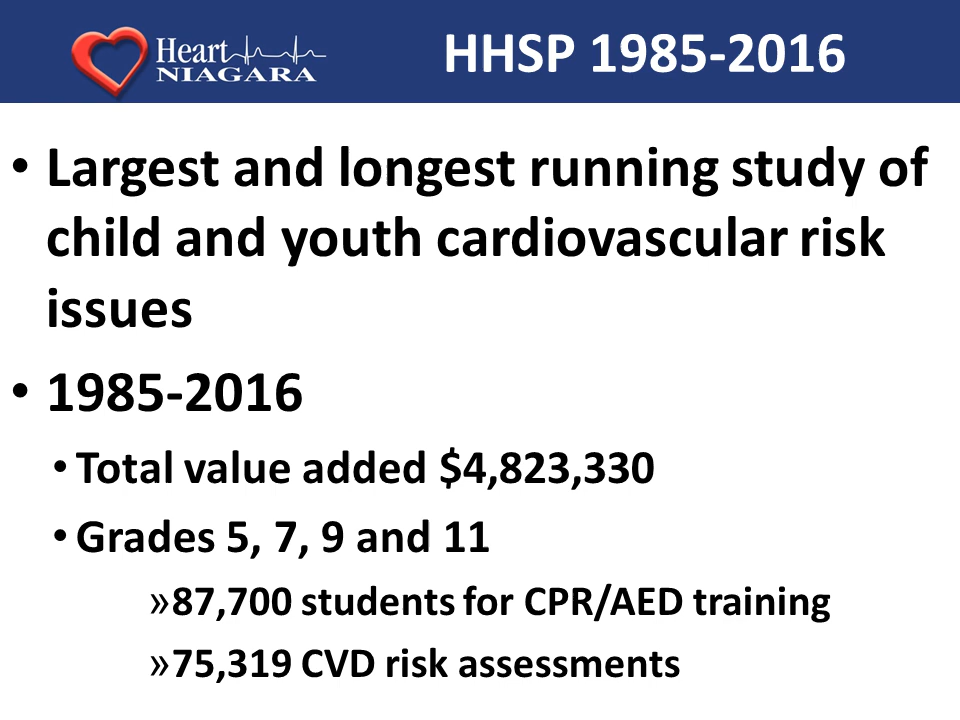 Heart
NIAGARA
HHSP 1985-2016
• Largest and longest running study of
child and youth cardiovascular risk
issues
• 1985-2016
• Total value added $4,823,330
• Grades 5, 7, 9 and 11
»87,700 students for CPR/AED training
»75,319 CVD risk assessments